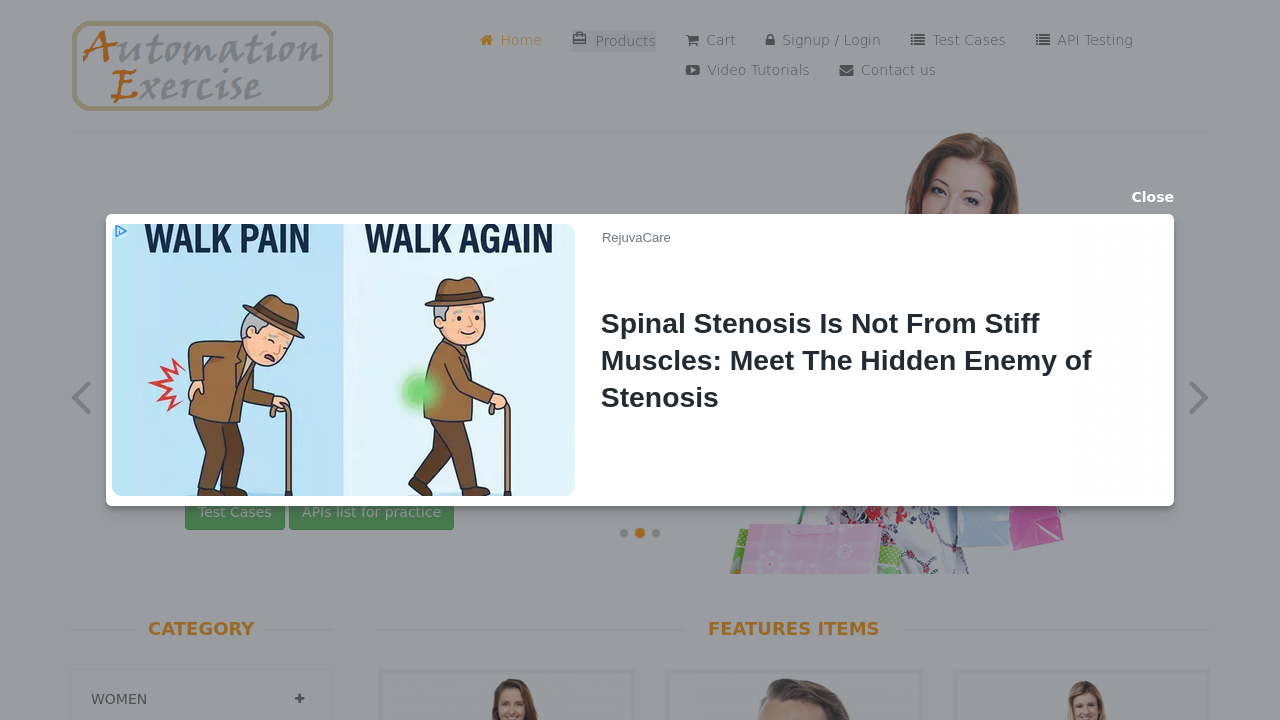 Automation
Exercise
Home
Products
Cart
Signup / Login
Test Cases
API Testing
Video Tutorials
Contact us
Close
WALK PAIN
WALK AGAIN
RejuvaCare
Spinal Stenosis Is Not From Stiff
Muscles: Meet The Hidden Enemy of
Stenosis
Test Cases
APIs list for practice
CATEGORY
FEATURES ITEMS
WOMEN